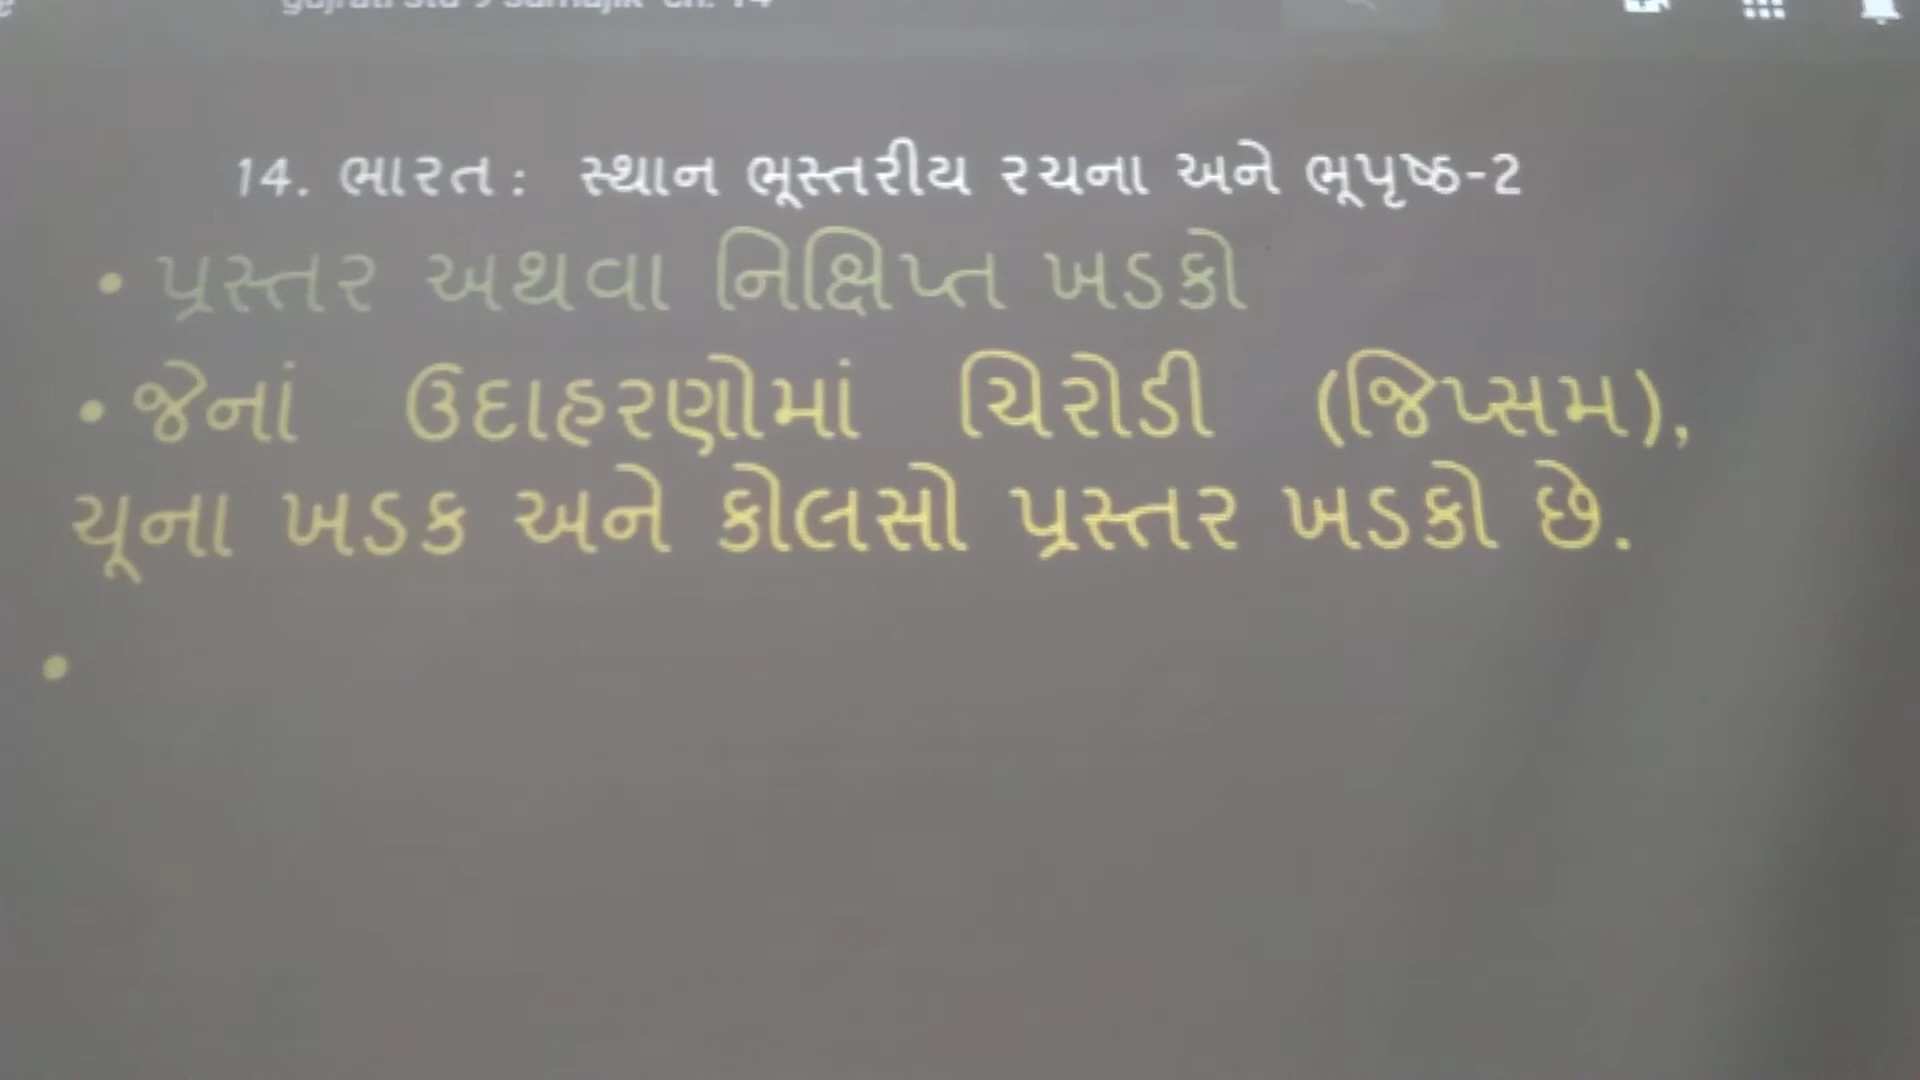 14. ભારત: સ્થાન ભૂસ્તરીય રચના અને ભૂપૃષ્ઠ-2
• પ્રસ્તર અથવા નિક્ષિપ્ત ખડકો
• જેનાં ઉદાહરણોમાં ચિરોડી (જિપ્સમ),
ચૂના ખડક અને કોલસો પ્રસ્તર ખડકો છે.
•